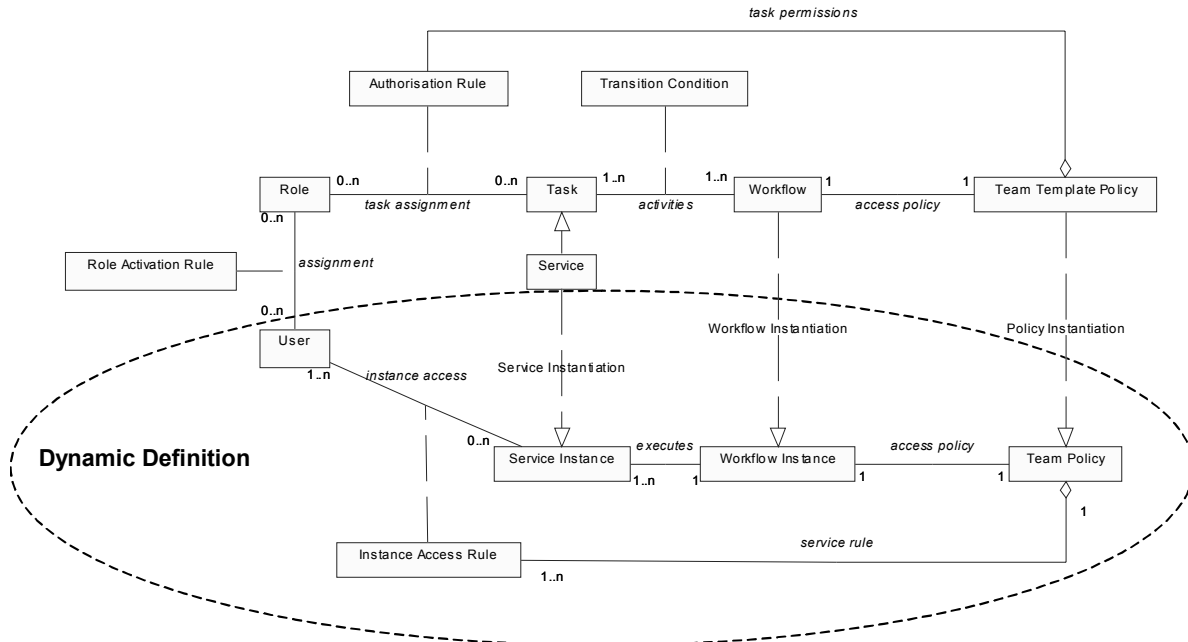 task permissions
Authorisation Rule
Transition Condition
0..n
0..n
1..n
1..n
1
1
Role
Task
Workflow
Team Template Policy
task assignment
activities
access policy
0..n
Role Activation Rule
assignment
Service
0..n
User
Workflow Instantiation
Policy Instantiation
1..n
instance access
Service Instantiation
0..n
executes
access policy
Dynamic Definition
Service Instance
Workflow Instance
Team Policy
1..n
1
1
1
1
service rule
Instance Access Rule
1..n